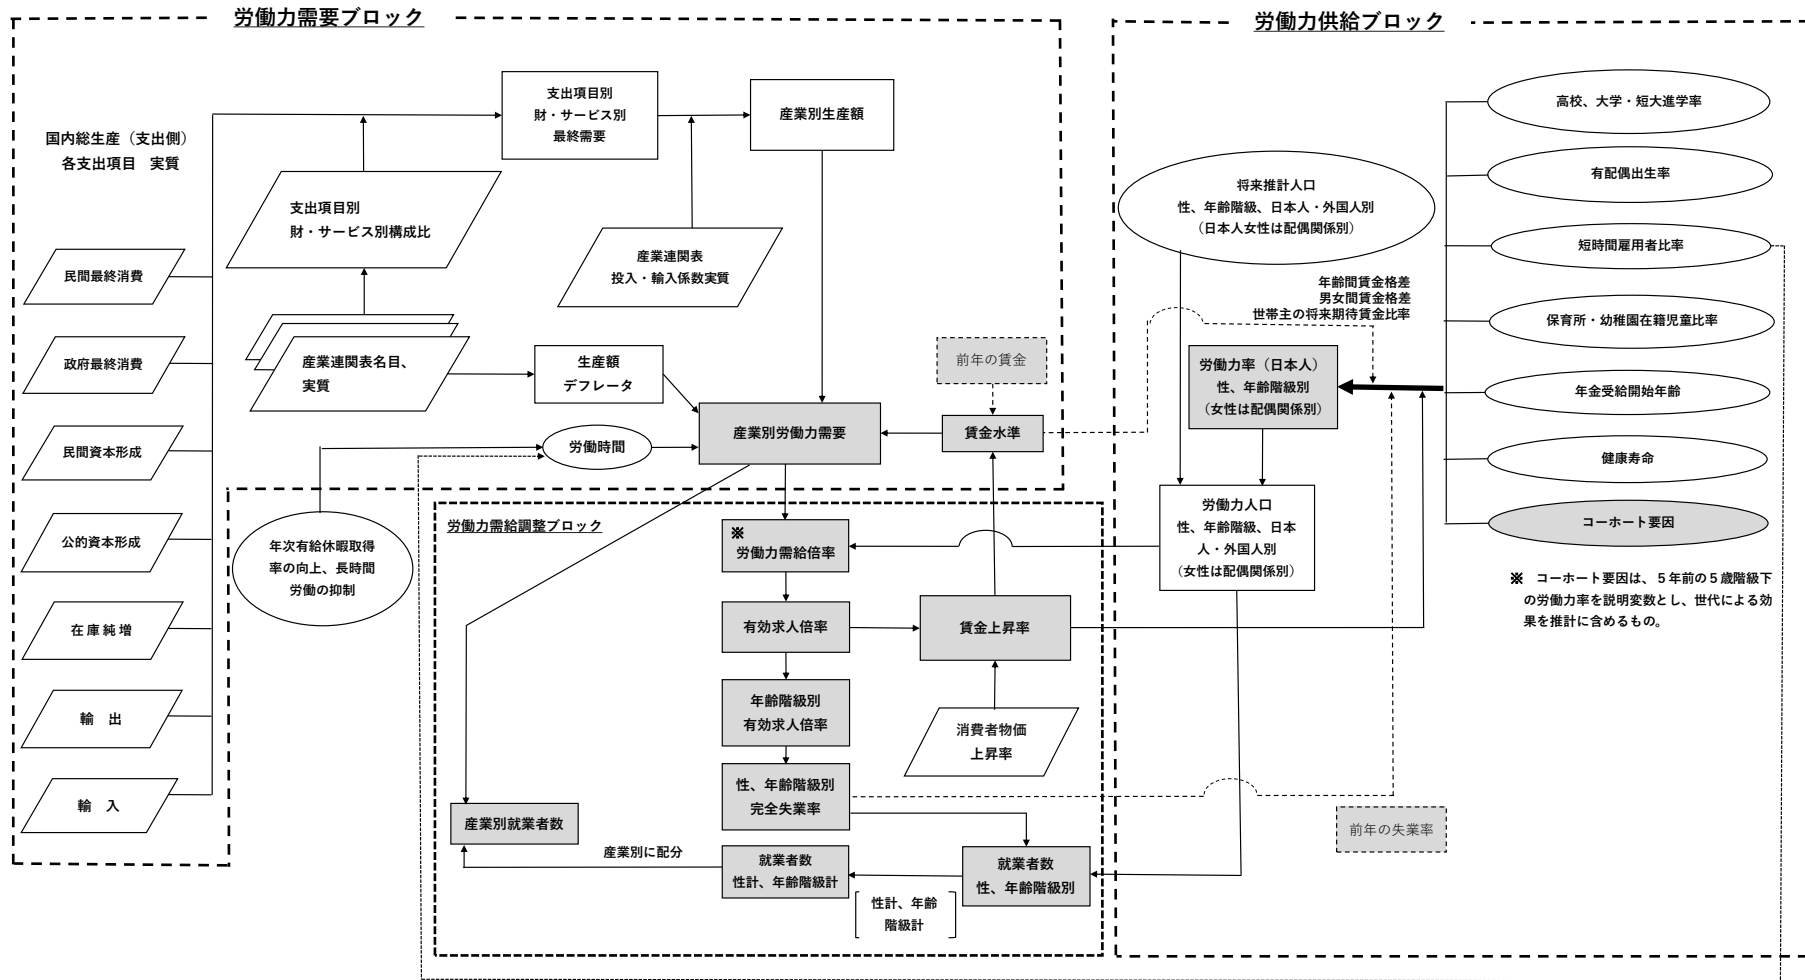 労働力需要ブロック
国内総生産（支出側）
各支出項目　実質
民間最終消費
政府最終消費
民間資本形成
公的資本形成
在庫純増
輸　出
輸　入
支出項目別
財・サービス別
最終需要
産業別生産額
支出項目別
財・サービス別構成比
産業連関表
投入・輸入係数実質
産業連関表名目、
実質
生産額
デフレータ
前年の賃金
産業別労働力需要
賃金水準
労働時間
年次有給休暇取得
率の向上、長時間
労働の抑制
労働力需給調整ブロック
※
労働力需給倍率
有効求人倍率
賃金上昇率
年齢階級別
有効求人倍率
消費者物価
上昇率
性、年齢階級別
完全失業率
産業別就業者数
産業別に配分
就業者数
性計、年齢階級計
就業者数
性、年齢階級別
性計、年齢
階級計
労働力供給ブロック
将来推計人口
性、年齢階級、日本人・外国人別
（日本人女性は配偶関係別）
年齢間賃金格差
男女間賃金格差
世帯主の将来期待賃金比率
労働力率（日本人）
性、年齢階級別
（女性は配偶関係別）
労働力人口
性、年齢階級、日本
人・外国人別
（女性は配偶関係別）
前年の失業率
高校、大学・短大進学率
有配偶出生率
短時間雇用者比率
保育所・幼稚園在籍児童比率
年金受給開始年齢
健康寿命
コーホート要因
※　コーホート要因は、５年前の５歳階級下
の労働力率を説明変数とし、世代による効
果を推計に含めるもの。